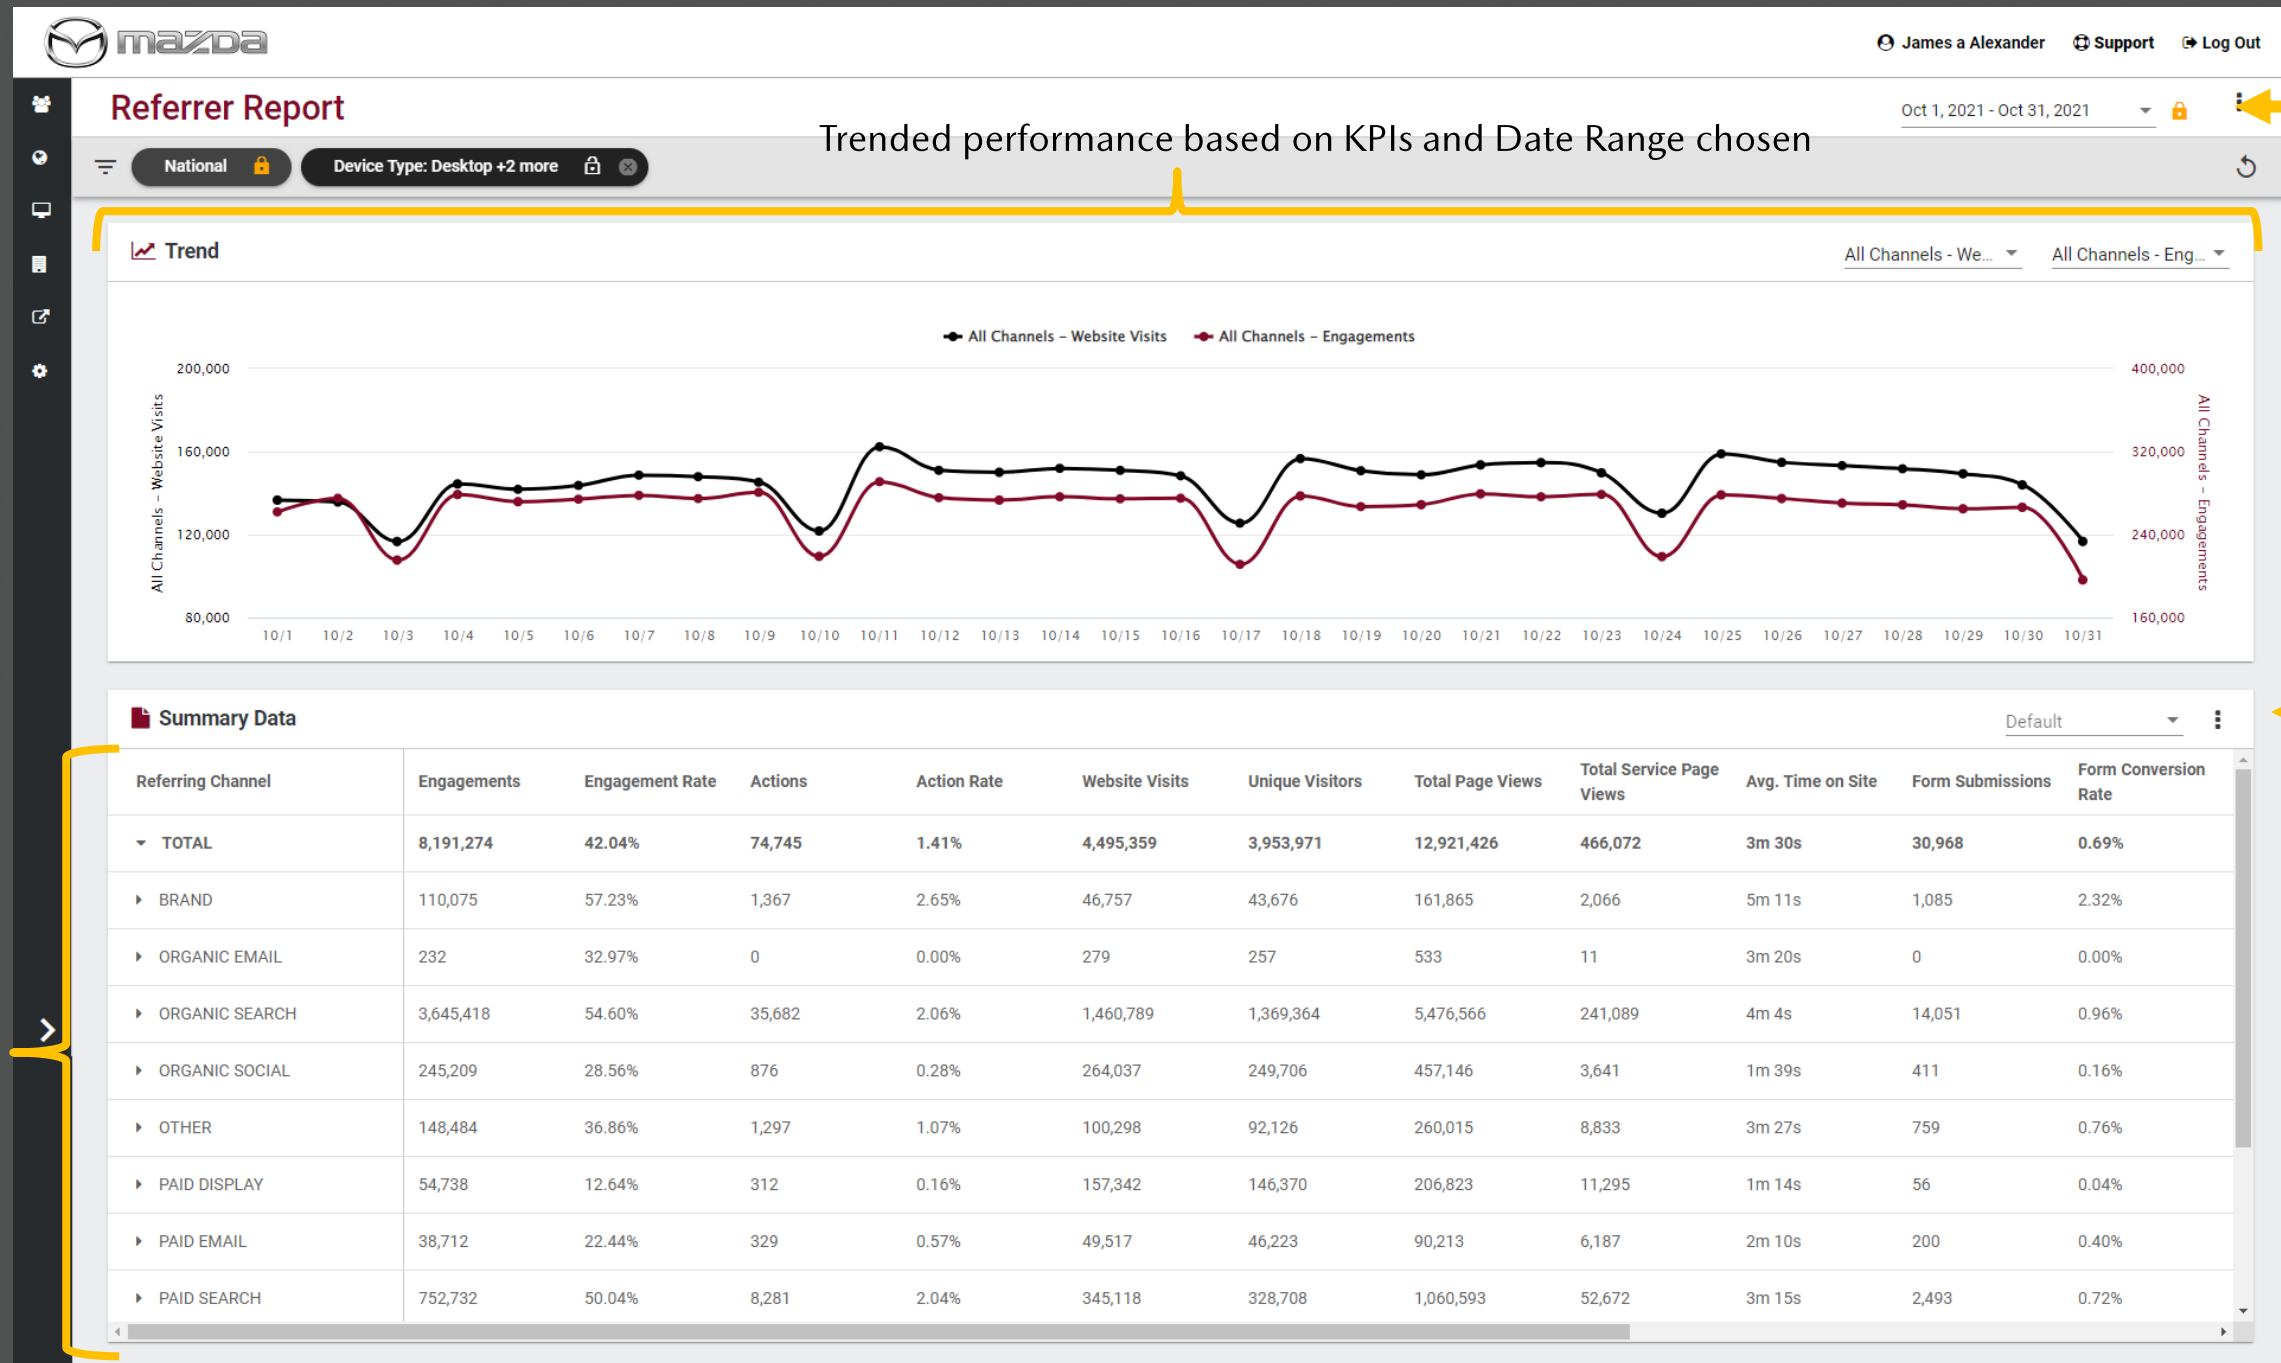 mazda
James a Alexander Support Log Out
Referrer Report
Oct 1, 2021 - Oct 31, 2021
Trended performance based on KPIs and Date Range chosen
National Device Type: Desktop +2 more
Trend
All Channels - We... All Channels - Eng...
All Channels – Website Visits All Channels – Engagements
200,000 400,000
160,000 320,000
120,000 240,000
80,000 160,000
All Channels – Website Visits
All Channels – Engagements
10/1 10/2 10/3 10/4 10/5 10/6 10/7 10/8 10/9 10/10 10/11 10/12 10/13 10/14 10/15 10/16 10/17 10/18 10/19 10/20 10/21 10/22 10/23 10/24 10/25 10/26 10/27 10/28 10/29 10/30 10/31
Summary Data
Default
Referring Channel Engagements Engagement Rate Actions Action Rate Website Visits Unique Visitors Total Page Views Total Service Page Views Avg. Time on Site Form Submissions Form Conversion Rate
TOTAL 8,191,274 42.04% 74,745 1.41% 4,495,359 3,953,971 12,921,426 466,072 3m 30s 30,968 0.69%
BRAND 110,075 57.23% 1,367 2.65% 46,757 43,676 161,865 2,066 5m 11s 1,085 2.32%
ORGANIC EMAIL 232 32.97% 0 0.00% 279 257 533 11 3m 20s 0 0.00%
ORGANIC SEARCH 3,645,418 54.60% 35,682 2.06% 1,460,789 1,369,364 5,476,566 241,089 4m 4s 14,051 0.96%
ORGANIC SOCIAL 245,209 28.56% 876 0.28% 264,037 249,706 457,146 3,641 1m 39s 411 0.16%
OTHER 148,484 36.86% 1,297 1.07% 100,298 92,126 260,015 8,833 3m 27s 759 0.76%
PAID DISPLAY 54,738 12.64% 312 0.16% 157,342 146,370 206,823 11,295 1m 14s 56 0.04%
PAID EMAIL 38,712 22.44% 329 0.57% 49,517 46,223 90,213 6,187 2m 10s 200 0.40%
PAID SEARCH 752,732 50.04% 8,281 2.04% 345,118 328,708 1,060,593 52,672 3m 15s 2,493 0.72%